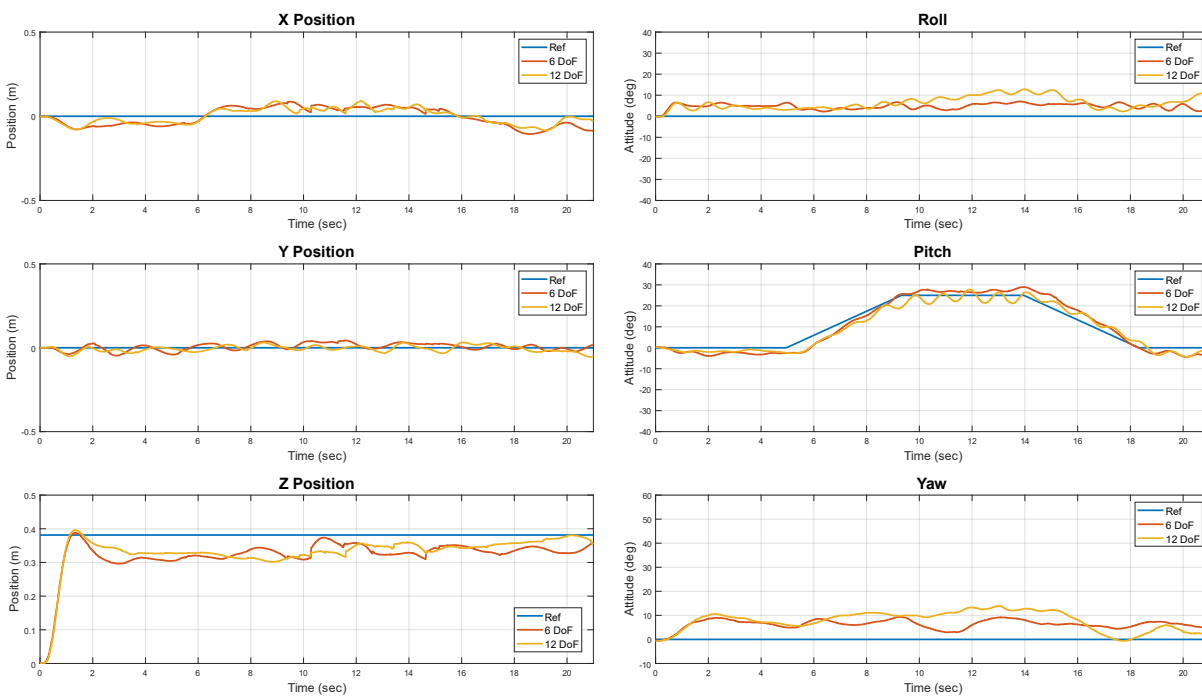 X Position
0.5
0
-0.5
Position (m)
0 2 4 6 8 10 12 14 16 18 20
Time (sec)
Ref
6 DoF
12 DoF
Roll
40
30
20
10
0
-10
-20
-30
-40
Attitude (deg)
0 2 4 6 8 10 12 14 16 18 20
Time (sec)
Ref
6 DoF
12 DoF
Y Position
0.5
0
-0.5
Position (m)
0 2 4 6 8 10 12 14 16 18 20
Time (sec)
Ref
6 DoF
12 DoF
Pitch
40
30
20
10
0
-10
-20
-30
-40
Attitude (deg)
0 2 4 6 8 10 12 14 16 18 20
Time (sec)
Ref
6 DoF
12 DoF
Z Position
0.5
0.4
0.3
0.2
0.1
0
Position (m)
0 2 4 6 8 10 12 14 16 18 20
Time (sec)
Ref
6 DoF
12 DoF
Yaw
60
50
40
30
20
10
0
-10
Attitude (deg)
0 2 4 6 8 10 12 14 16 18 20
Time (sec)
Ref
6 DoF
12 DoF